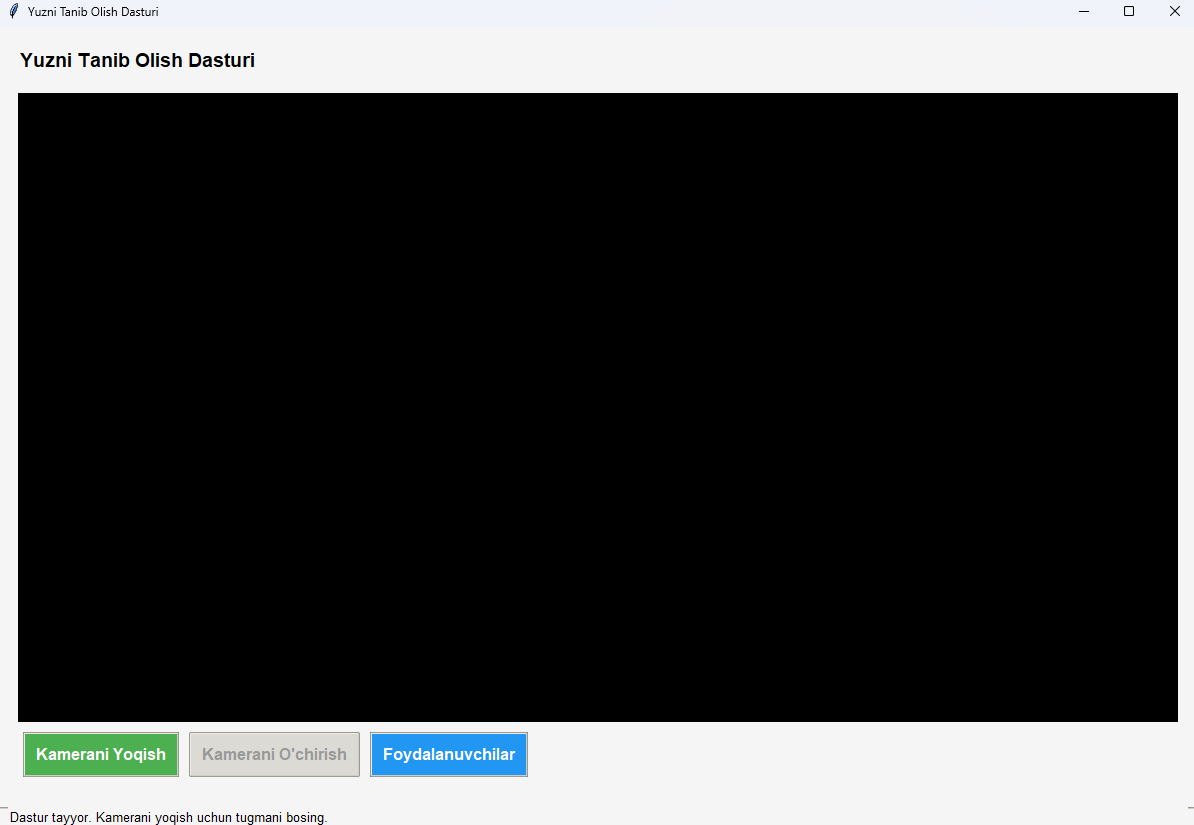 Yuzni Tanib Olish Dasturi
Yuzni Tanib Olish Dasturi
Kamerani Yoqish
Kamerani O'chirish
Foydalanuvchilar
Dastur tayyor. Kamerani yoqish uchun tugmani bosing.